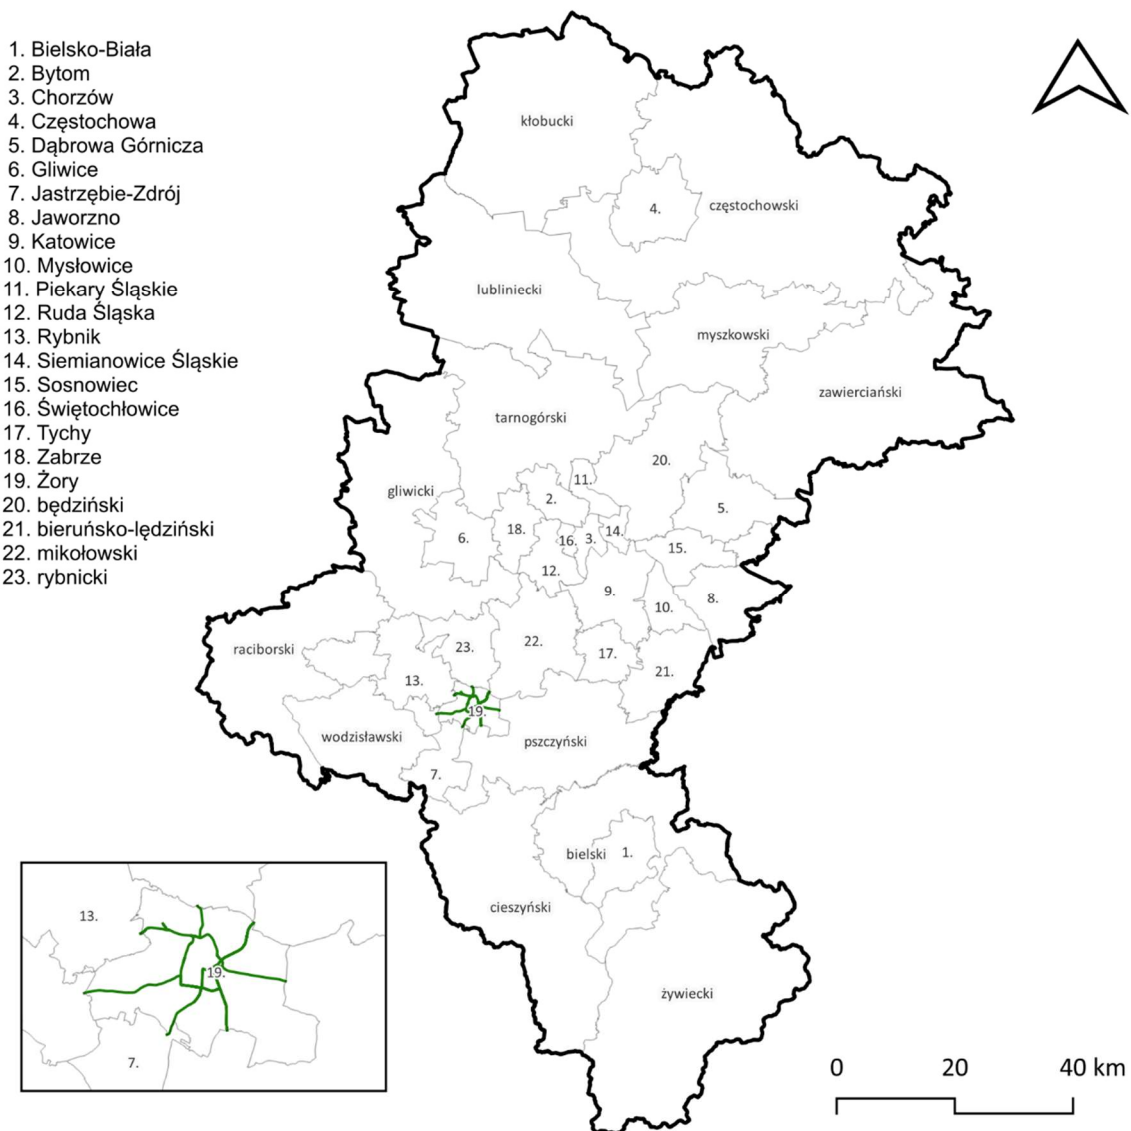 1. Bielsko-Biała
2. Bytom
3. Chorzów
4. Częstochowa
5. Dąbrowa Górnicza
6. Gliwice
7. Jastrzębie-Zdrój
8. Jaworzno
9. Katowice
10. Mysłowice
11. Piekary Śląskie
12. Ruda Śląska
13. Rybnik
14. Siemianowice Śląskie
15. Sosnowiec
16. Świętochłowice
17. Tychy
18. Zabrze
19. Żory
20. będziński
21. bieruńsko-lędziński
22. mikołowski
23. rybnicki
kłobucki
4.
częstochowski
lubliniecki
myszkowski
zawierciański
tarnogórski
20.
11.
gliwicki
2.
5.
18.
6.
16.
3.
14.
15.
12.
9.
10.
8.
raciborski
23.
22.
17.
21.
13.
19.
wodzisławski
pszczyński
7.
bielski
1.
cieszyński
żywiecki
13.
19.
7.
0
20
40 km